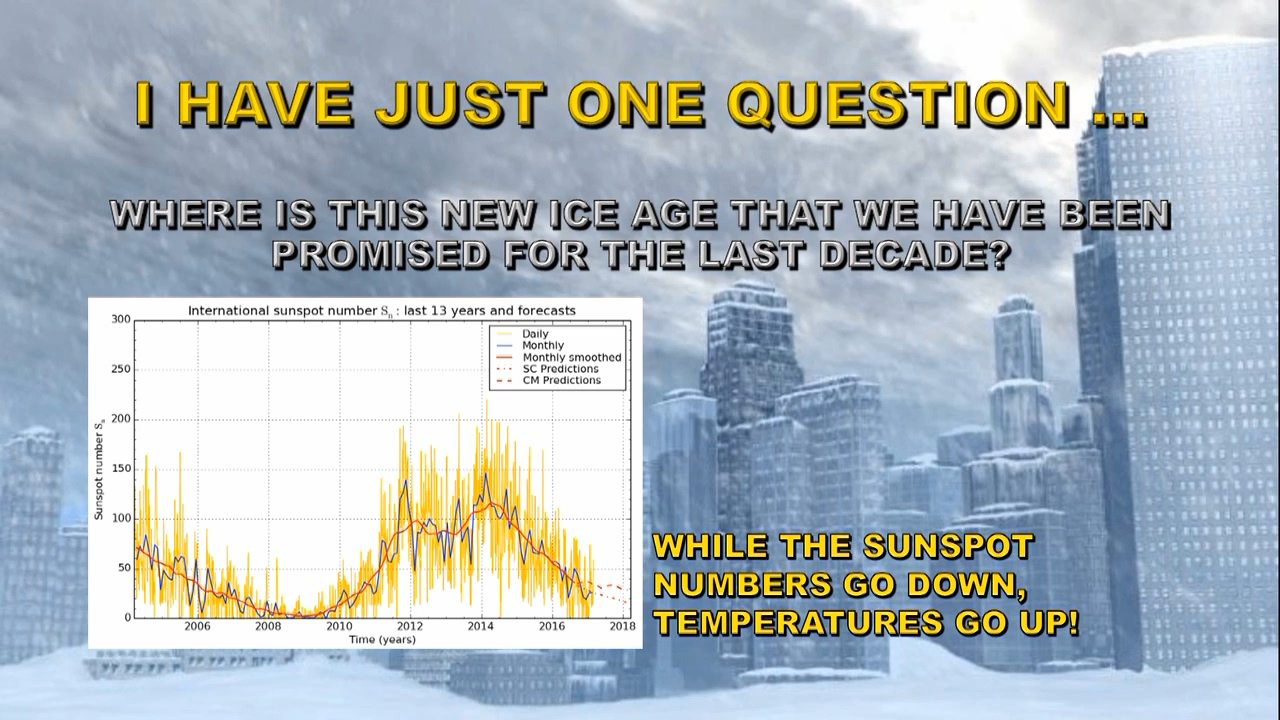 I HAVE JUST ONE QUESTION ...
WHERE IS THIS NEW ICE AGE THAT WE HAVE BEEN
PROMISED FOR THE LAST DECADE?
International sunspot number Sn : last 13 years and forecasts
300
250
200
150
100
50
0
Sunspot number Sn
Daily
Monthly
Monthly smoothed
SC Predictions
CM Predictions
2006 2008 2010 2012 2014 2016 2018
Time (years)
WHILE THE SUNSPOT
NUMBERS GO DOWN,
TEMPERATURES GO UP!